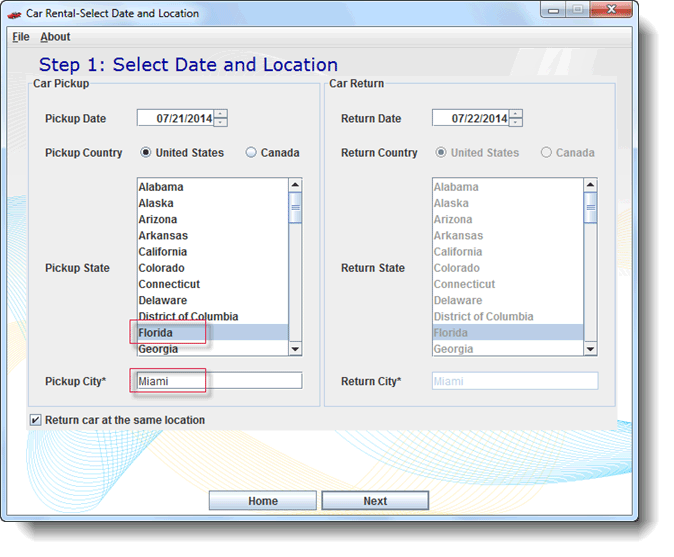 Car Rental-Select Date and Location
File About
Step 1: Select Date and Location
Car Pickup
Pickup Date 07/21/2014
Pickup Country United States Canada
Pickup State
Alabama
Alaska
Arizona
Arkansas
California
Colorado
Connecticut
Delaware
District of Columbia
Florida
Georgia
Pickup City* Miami
Car Return
Return Date 07/22/2014
Return Country United States Canada
Return State
Alabama
Alaska
Arizona
Arkansas
California
Colorado
Connecticut
Delaware
District of Columbia
Florida
Georgia
Return City* Miami
Return car at the same location
Home Next